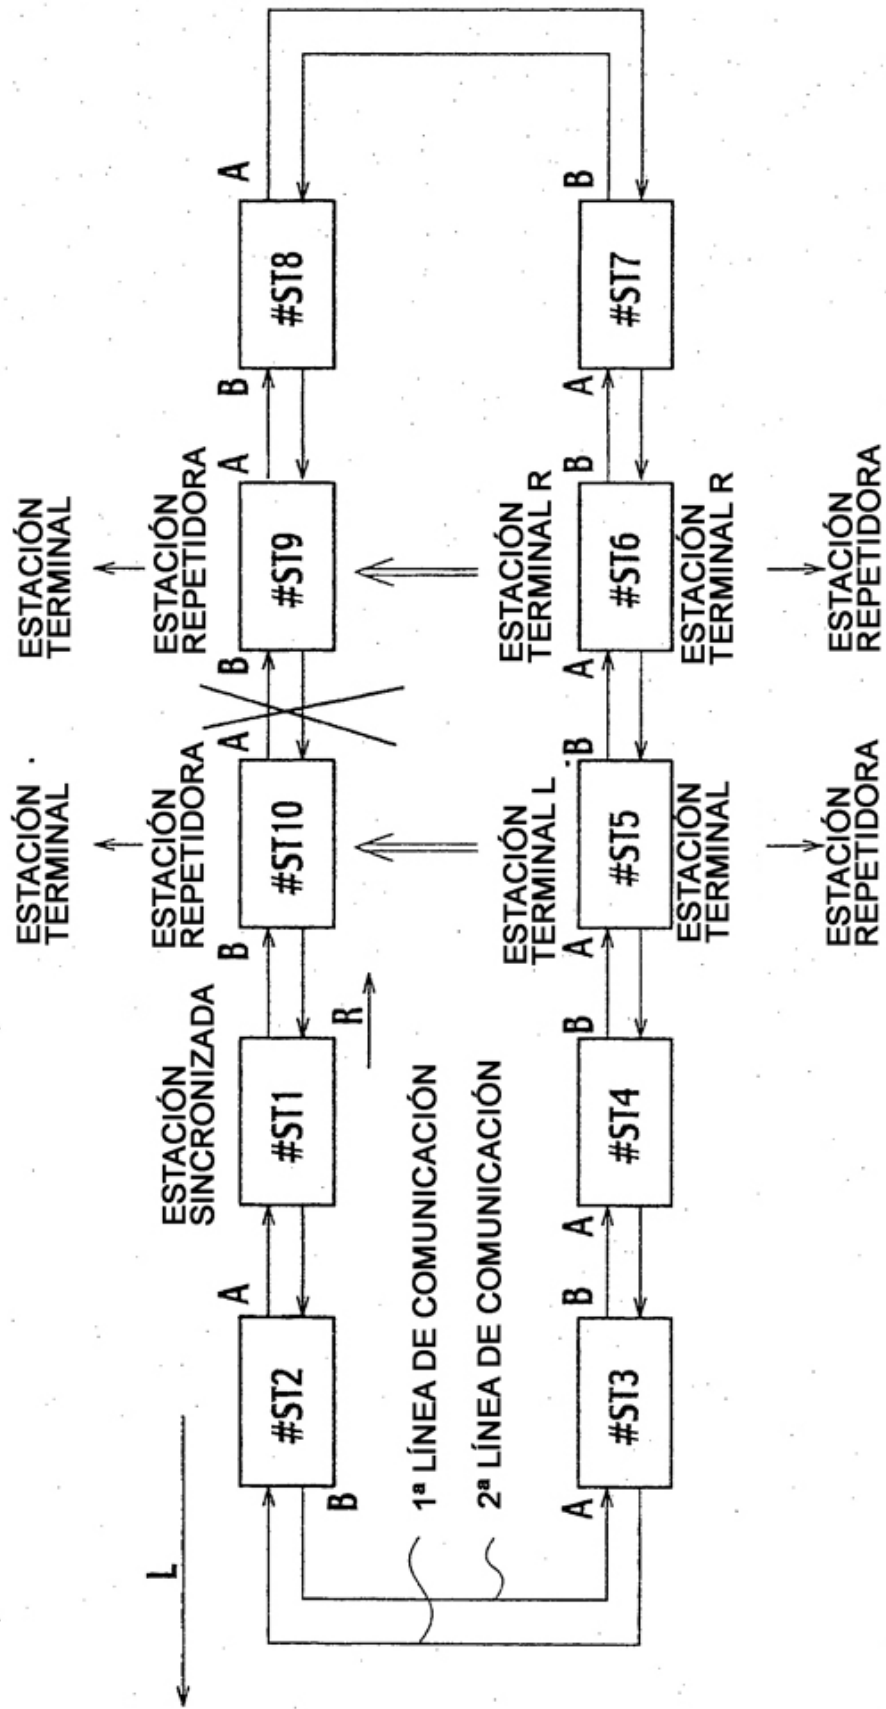 ESTACIÓN
TERMINAL
ESTACIÓN
TERMINAL
L
ESTACIÓN
SINCRONIZADA
ESTACIÓN
REPETIDORA
ESTACIÓN
REPETIDORA
A
B
A
B
A
B
A
#ST2
#ST1
#ST10
#ST9
#ST8
B
R
1ª LÍNEA DE COMUNICACIÓN
2ª LÍNEA DE COMUNICACIÓN
ESTACIÓN
TERMINAL L
ESTACIÓN
TERMINAL R
A
B
A
B
A
B
A
B
A
B
#ST3
#ST4
#ST5
#ST6
#ST7
ESTACIÓN
TERMINAL
ESTACIÓN
TERMINAL R
ESTACIÓN
REPETIDORA
ESTACIÓN
REPETIDORA